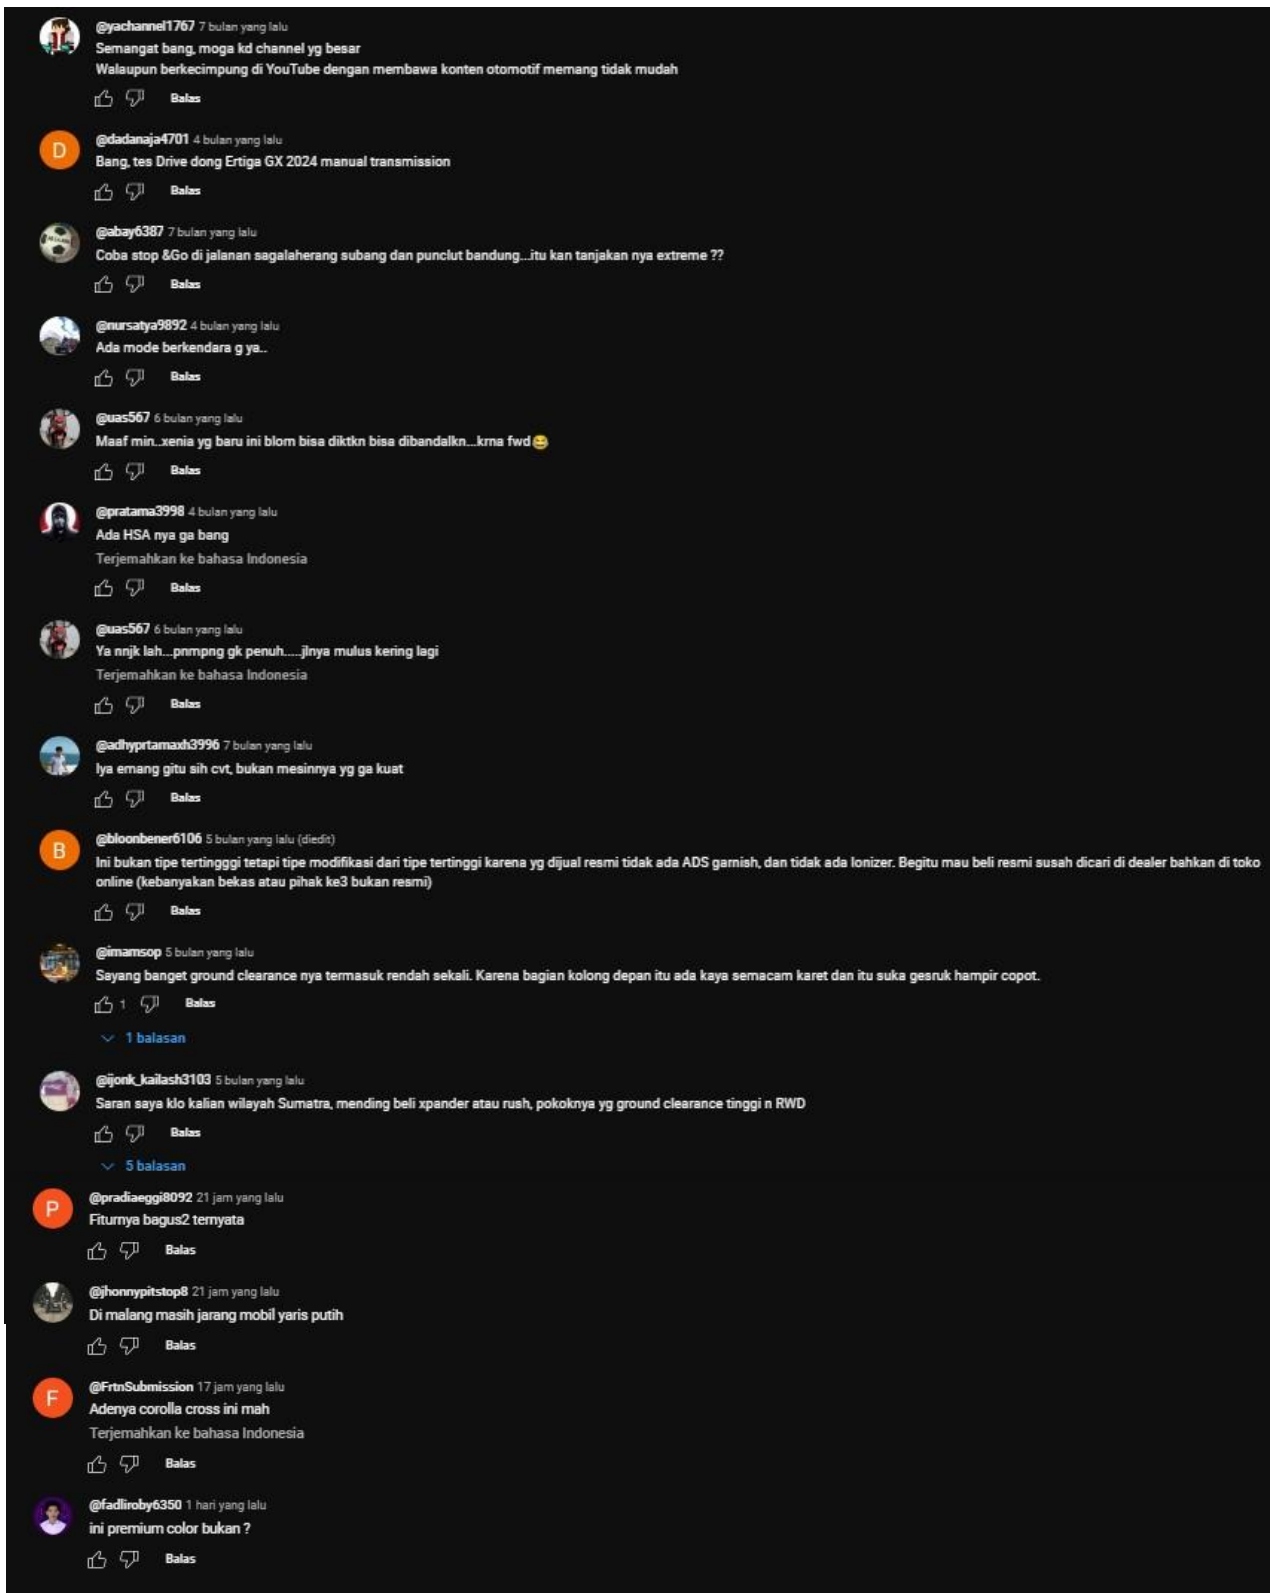 @yachannel1767 7 bulan yang lalu
Semangat bang, moga kd channel yg besar
Walaupun berkecimpung di YouTube dengan membawa konten otomotif memang tidak mudah
Balas
D
@dadanaja4701 4 bulan yang lalu
Bang, tes Drive dong Ertiga GX 2024 manual transmission
Balas
@abay6387 7 bulan yang lalu
Coba stop &Go di jalanan sagalaherang subang dan punclut bandung...itu kan tanjakan nya extreme ??
Balas
@nursatya9892 4 bulan yang lalu
Ada mode berkendara g ya..
Balas
@uas567 6 bulan yang lalu
Maaf min..xenia yg baru ini blom bisa diktkn bisa dibandalkn...krna fwd😂
Balas
@pratama3998 4 bulan yang lalu
Ada HSA nya ga bang
Terjemahkan ke bahasa Indonesia
Balas
@uas567 6 bulan yang lalu
Ya nnjk lah...pnmpng gk penuh.....jlnya mulus kering lagi
Terjemahkan ke bahasa Indonesia
Balas
@adhyprtamaxh3996 7 bulan yang lalu
Iya emang gitu sih cvt, bukan mesinnya yg ga kuat
Balas
B
@bloonbener6106 5 bulan yang lalu (diedit)
Ini bukan tipe tertingggi tetapi tipe modifikasi dari tipe tertinggi karena yg dijual resmi tidak ada ADS garnish, dan tidak ada Ionizer. Begitu mau beli resmi susah dicari di dealer bahkan di toko
online (kebanyakan bekas atau pihak ke3 bukan resmi)
Balas
@imamsop 5 bulan yang lalu
Sayang banget ground clearance nya termasuk rendah sekali. Karena bagian kolong depan itu ada kaya semacam karet dan itu suka gesruk hampir copot.
1 Balas
1 balasan
@ijonk_kailash3103 5 bulan yang lalu
Saran saya klo kalian wilayah Sumatra, mending beli xpander atau rush, pokoknya yg ground clearance tinggi n RWD
Balas
5 balasan
P
@pradiaeggi8092 21 jam yang lalu
Fiturnya bagus2 ternyata
Balas
@jhonnypitstop8 21 jam yang lalu
Di malang masih jarang mobil yaris putih
Balas
F
@FrtnSubmission 17 jam yang lalu
Adenya corolla cross ini mah
Terjemahkan ke bahasa Indonesia
Balas
@fadliroby6350 1 hari yang lalu
ini premium color bukan ?
Balas